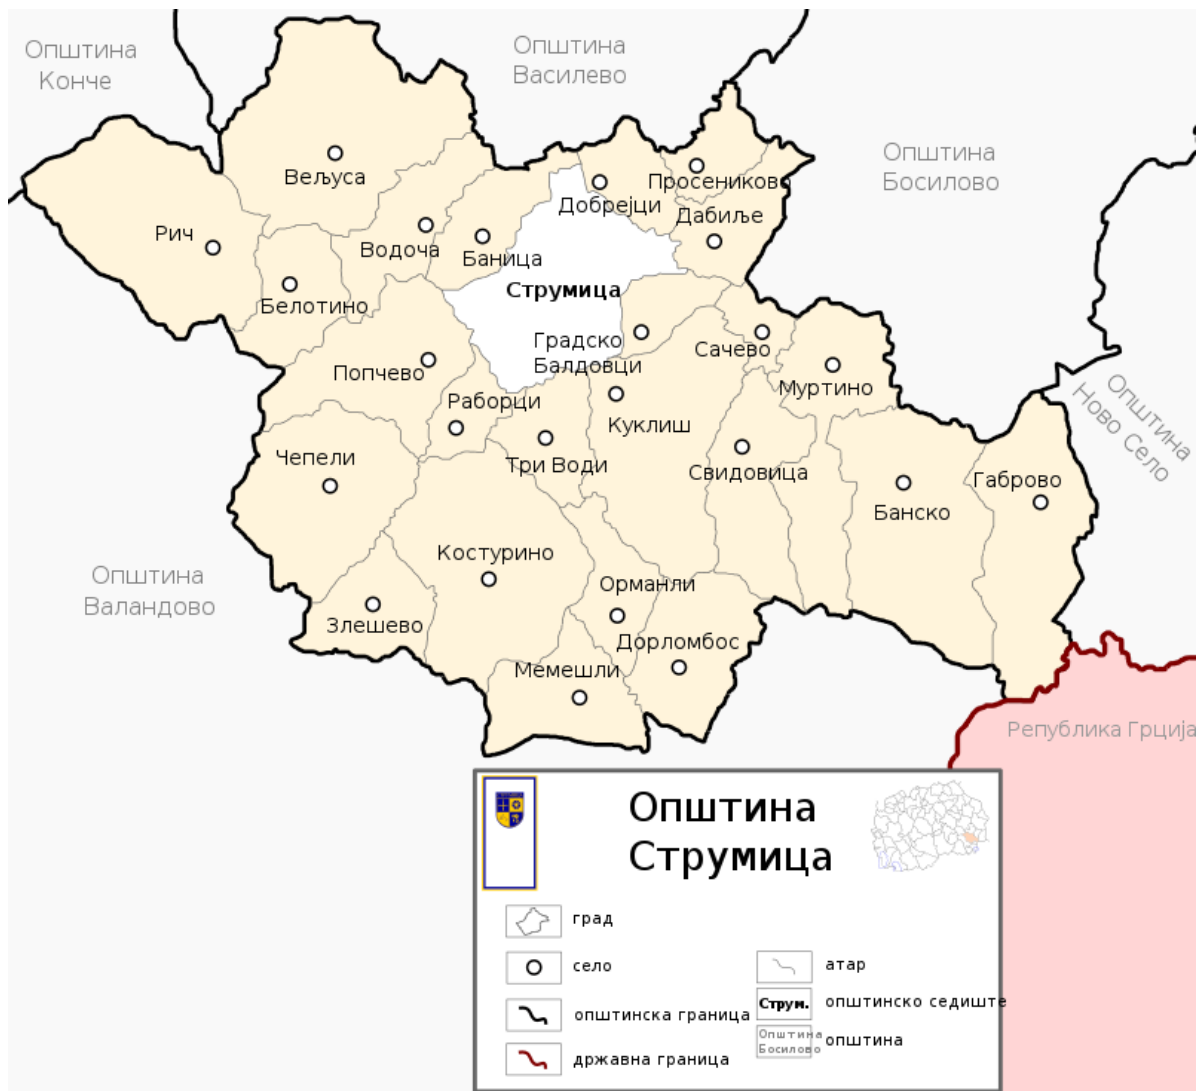 Општина
Конче
Општина
Василево
Општина
Босилово
Вељуса
Просениково
Добрејци
Дабиље
Рич
Водоча
Баница
Белотино
Струмица
Градско
Балдовци
Сачево
Попчево
Муртино
Раборци
Куклиш
Општина
Ново Село
Чепели
Три Води
Свидовица
Габрово
Банско
Костурино
Општина
Валандово
Орманли
Злешево
Дорломбос
Мемешли
Република Грција
Општина
Струмица
град
село
општинска граница
државна граница
атар
Струм.
општинско седиште
Општина
Босилово
општина